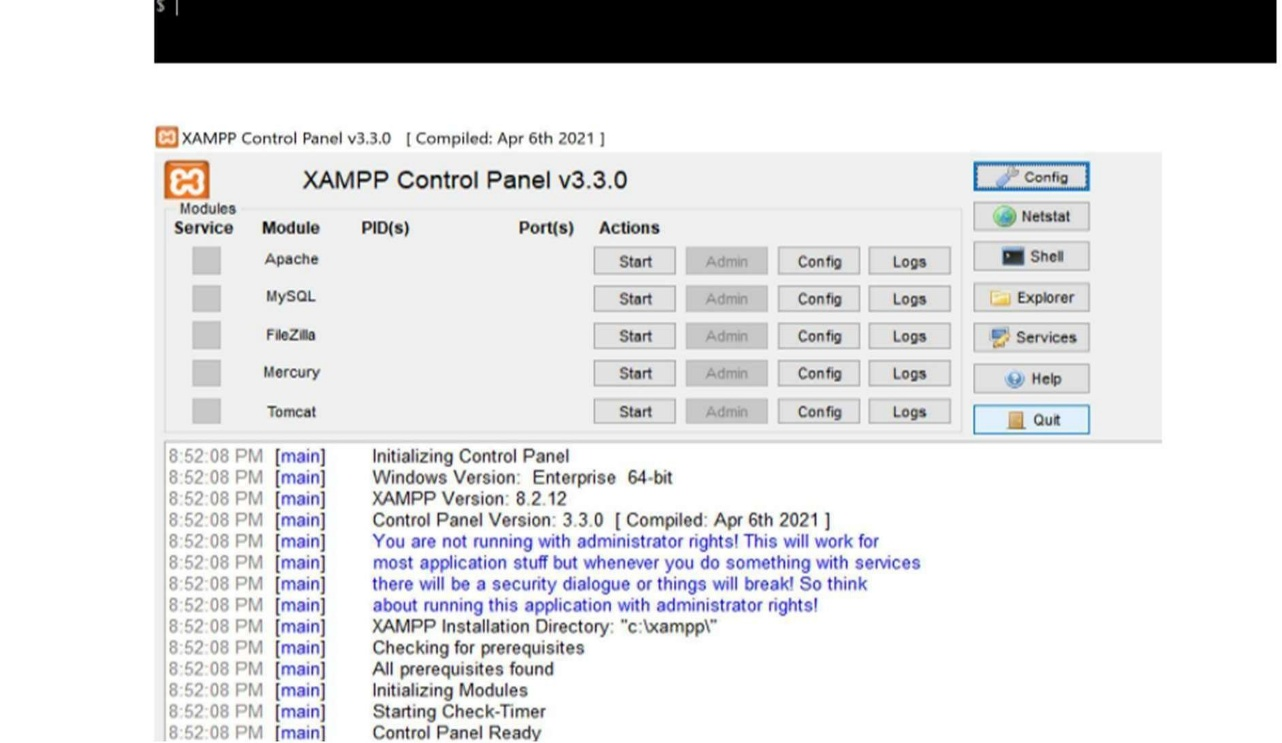 $
XAMPP Control Panel v3.3.0 [ Compiled: Apr 6th 2021 ]
XAMPP Control Panel v3.3.0
Config
Modules
Service Module PID(s) Port(s) Actions
Netstat
Apache Start Admin Config Logs
Shell
MySQL Start Admin Config Logs
Explorer
FileZilla Start Admin Config Logs
Services
Mercury Start Admin Config Logs
Help
Tomcat Start Admin Config Logs
Quit
8:52:08 PM [main] Initializing Control Panel
8:52:08 PM [main] Windows Version: Enterprise 64-bit
8:52:08 PM [main] XAMPP Version: 8.2.12
8:52:08 PM [main] Control Panel Version: 3.3.0 [ Compiled: Apr 6th 2021 ]
8:52:08 PM [main] You are not running with administrator rights! This will work for
8:52:08 PM [main] most application stuff but whenever you do something with services
8:52:08 PM [main] there will be a security dialogue or things will break! So think
8:52:08 PM [main] about running this application with administrator rights!
8:52:08 PM [main] XAMPP Installation Directory: "c:\xampp\"
8:52:08 PM [main] Checking for prerequisites
8:52:08 PM [main] All prerequisites found
8:52:08 PM [main] Initializing Modules
8:52:08 PM [main] Starting Check-Timer
8:52:08 PM [main] Control Panel Ready